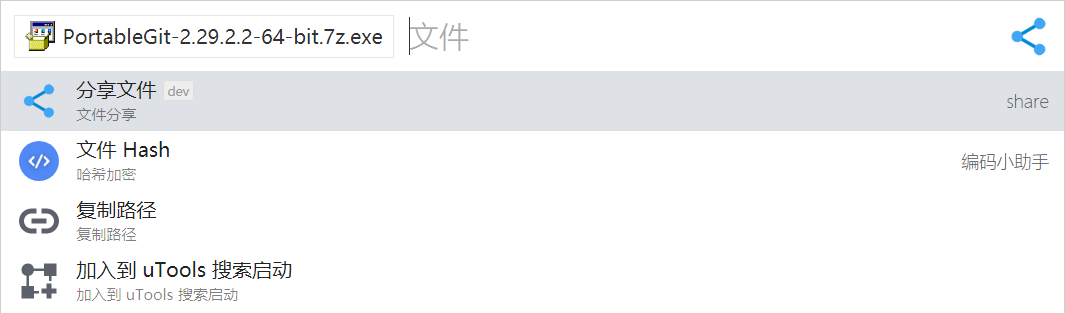 PortableGit-2.29.2.2-64-bit.7z.exe 文件
分享文件 dev
文件分享
share
文件 Hash
哈希加密
编码小助手
复制路径
复制路径
加入到 uTools 搜索启动
加入到 uTools 搜索启动